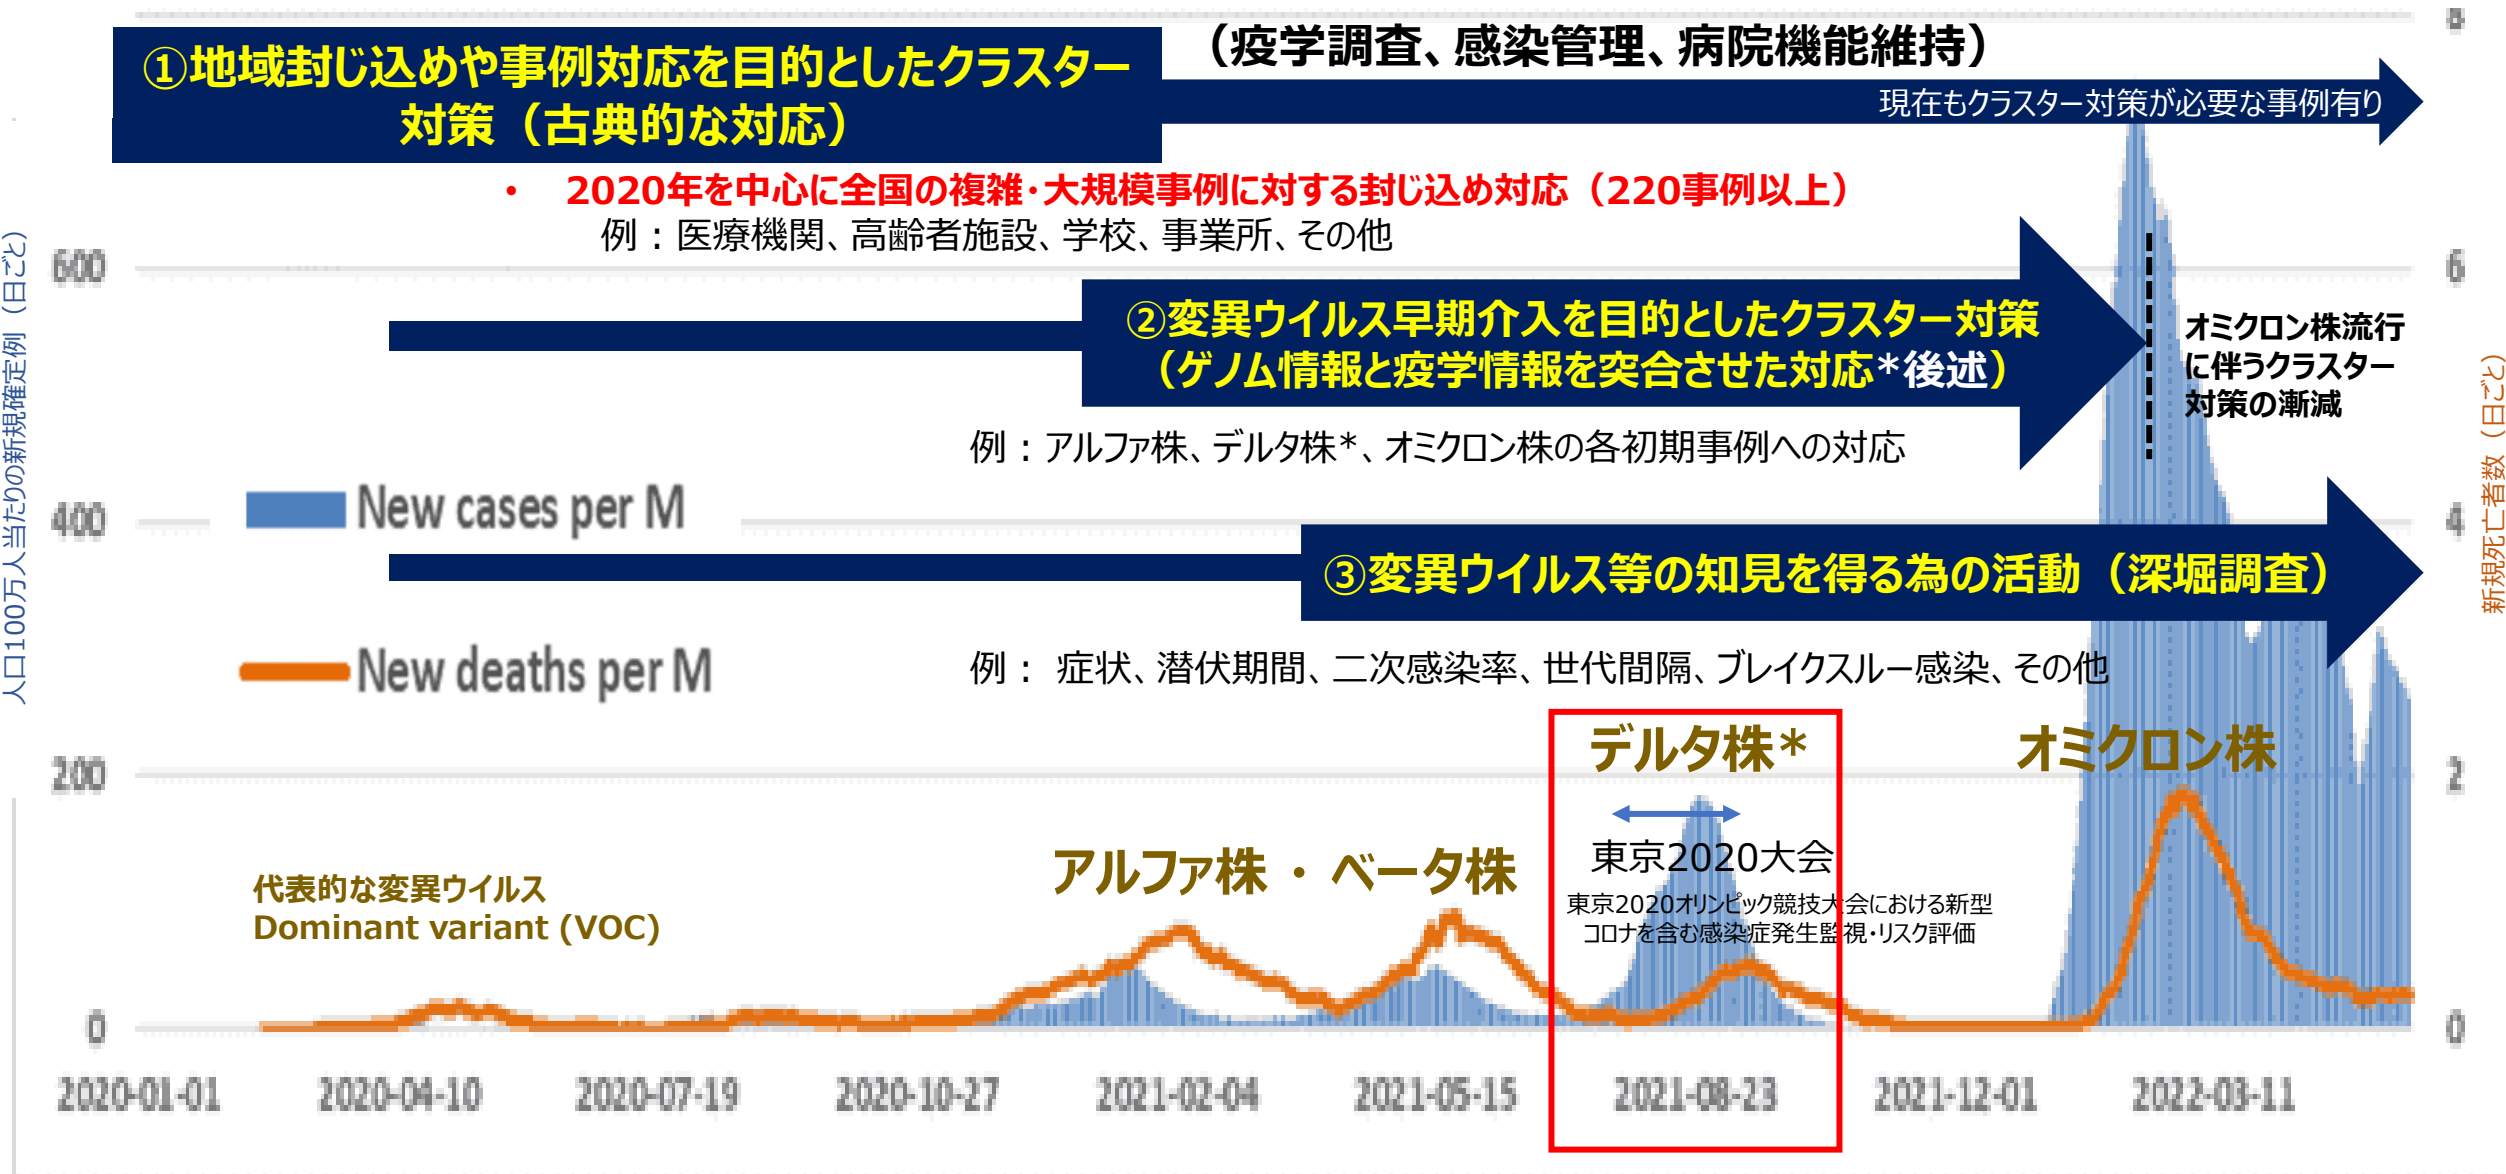 (疫学調査、感染管理、病院機能維持)
①地域封じ込めや事例対応を目的としたクラスター
対策（古典的な対応）
現在もクラスター対策が必要な事例有り
・ 2020年を中心に全国の複雑・大規模事例に対する封じ込め対応（220事例以上）
例：医療機関、高齢者施設、学校、事業所、その他
②変異ウイルス早期介入を目的としたクラスター対策
（ゲノム情報と疫学情報を突合させた対応*後述）
オミクロン株流行
に伴うクラスター
対策の漸減
例：アルファ株、デルタ株*、オミクロン株の各初期事例への対応
New cases per M
③変異ウイルス等の知見を得る為の活動（深堀調査）
New deaths per M
例： 症状、潜伏期間、二次感染率、世代間隔、ブレイクスルー感染、その他
デルタ株*
オミクロン株
東京2020大会
東京2020オリンピック競技大会における新型
コロナを含む感染症発生監視・リスク評価
アルファ株 ・ ベータ株
代表的な変異ウイルス
Dominant variant (VOC)
人口100万人当たりの新規確定例（日ごと）
600
400
200
0
新規死亡者数（日ごと）
8
6
4
2
0
2020-01-01
2020-04-10
2020-07-19
2020-10-27
2021-02-04
2021-05-15
2021-08-23
2021-12-01
2022-03-11